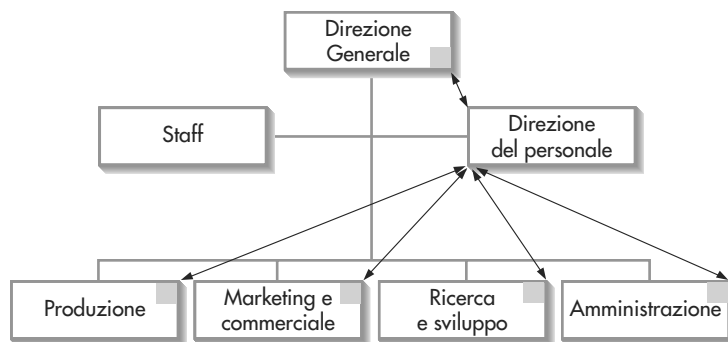 Direzione
Generale
Staff
Direzione
del personale
Produzione
Marketing e
commerciale
Ricerca
e sviluppo
Amministrazione